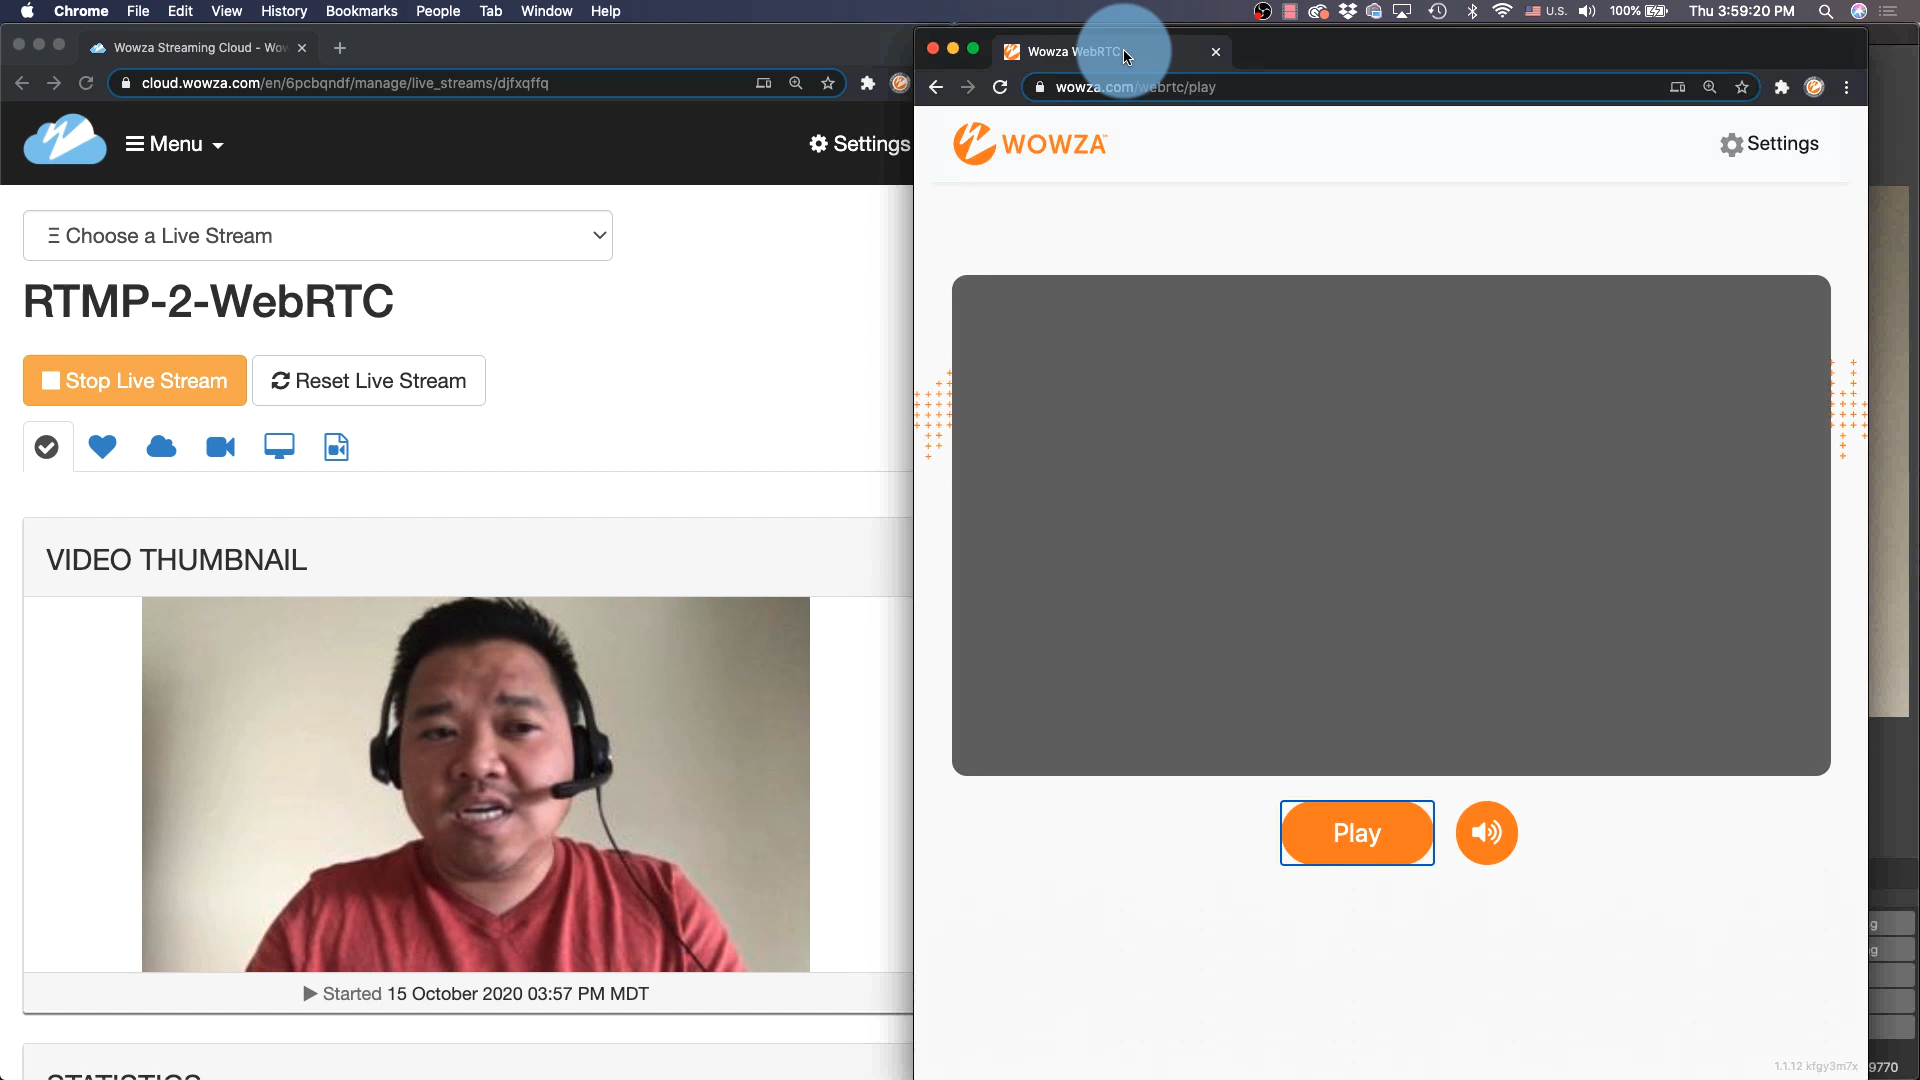 Chrome File Edit View History Bookmarks People Tab Window Help U.S. 100% Thu 3:59:20 PM
Wowza Streaming Cloud - Wow
cloud.wowza.com/en/6pcbqndf/manage/live_streams/djfxqffq
Menu Settings
Choose a Live Stream
RTMP-2-WebRTC
Stop Live Stream Reset Live Stream
VIDEO THUMBNAIL
Started 15 October 2020 03:57 PM MDT
STATISTICS
Wowza WebRTC
wowza.com/webrtc/play
WOWZA™ Settings
Play
1.1.12 kfgy3m7x
g
g
9770